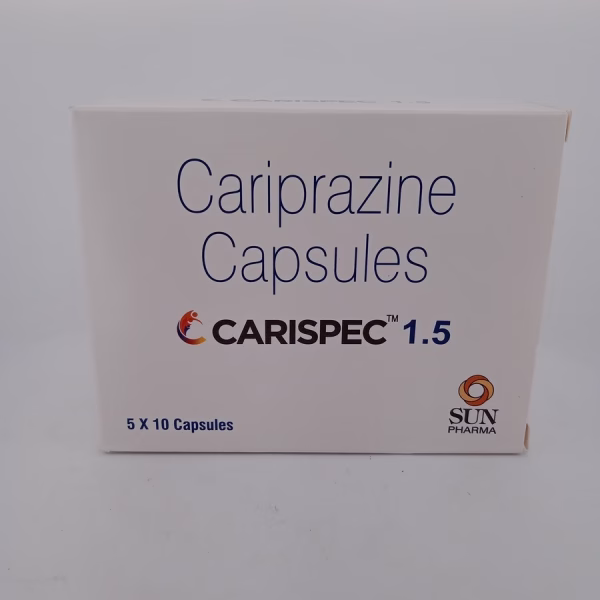 Cariprazine
Capsules
CARISPEC™ 1.5
5 X 10 Capsules
SUN
PHARMA